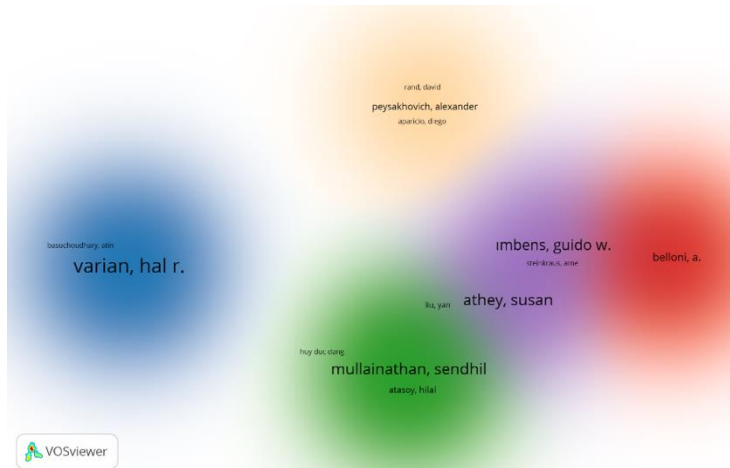 rand, david
peysakhovich, alexander
aparicio, diego
basuchoudhary, atin
varian, hal r.
imbens, guido w.
steinkraus, arne
belloni, a.
athey, susan
liu, yan
huy duc, dang
mullainathan, sendhil
atasoy, hilal
VOSviewer